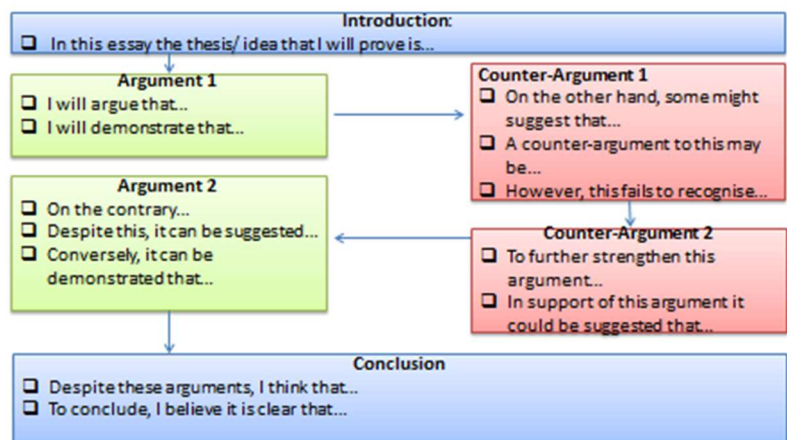 Introduction:
❑ In this essay the thesis/ idea that I will prove is...
Argument 1
❑ I will argue that...
❑ I will demonstrate that...
Counter-Argument 1
❑ On the other hand, some might
suggest that...
❑ A counter-argument to this may
be...
❑ However, this fails to recognise...
Counter-Argument 2
❑ To further strengthen this
argument...
❑ In support of this argument it
could be suggested that...
Argument 2
❑ On the contrary...
❑ Despite this, it can be suggested...
❑ Conversely, it can be
demonstrated that...
Conclusion
❑ Despite these arguments, I think that...
❑ To conclude, I believe it is clear that...